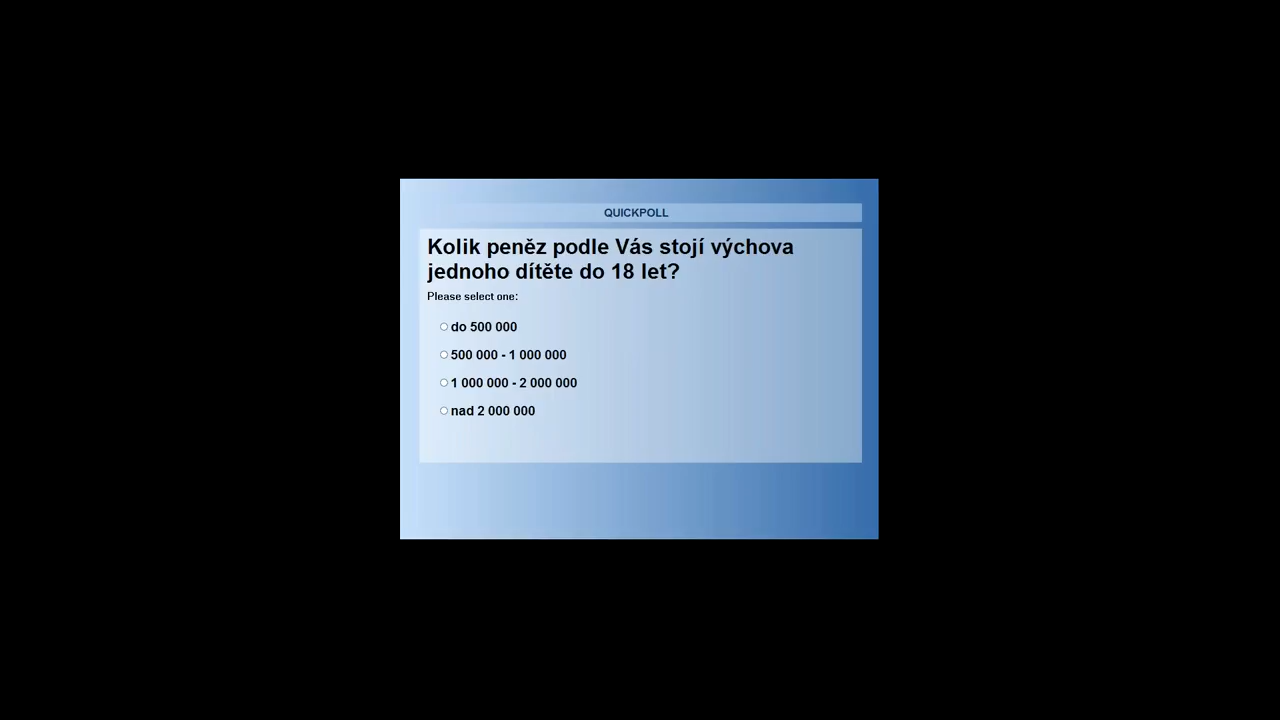 QUICKPOLL
Kolik peněz podle Vás stojí výchova
jednoho dítěte do 18 let?
Please select one:
do 500 000
500 000 - 1 000 000
1 000 000 - 2 000 000
nad 2 000 000